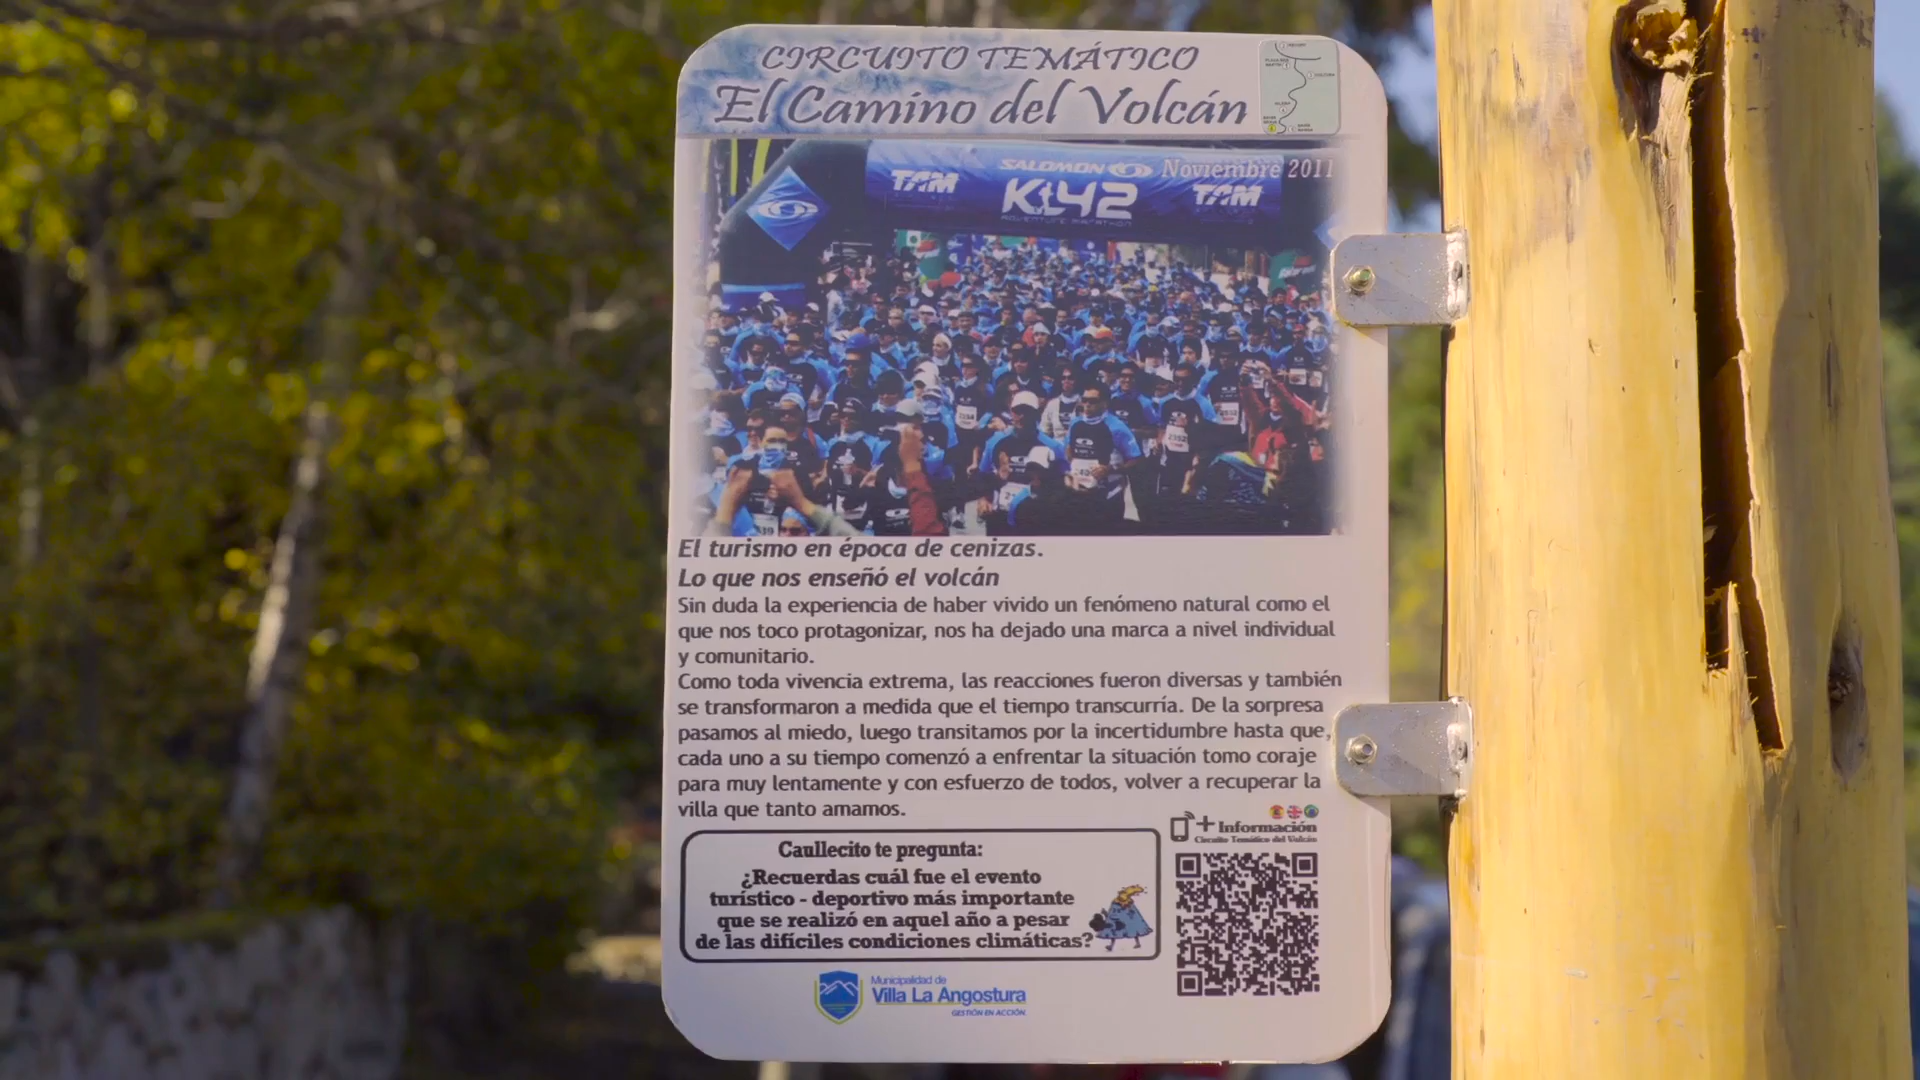 CIRCUITO TEMÁTICO
El Camino del Volcán
Noviembre 2011
SALOMON
TAM
K42
TAM
ADVENTURE MARATHON
El turismo en época de cenizas.
Lo que nos enseñó el volcán
Sin duda la experiencia de haber vivido un fenómeno natural como el
que nos toco protagonizar, nos ha dejado una marca a nivel individual
y comunitario.
Como toda vivencia extrema, las reacciones fueron diversas y también
se transformaron a medida que el tiempo transcurría. De la sorpresa
pasamos al miedo, luego transitamos por la incertidumbre hasta que,
cada uno a su tiempo comenzó a enfrentar la situación tomo coraje
para muy lentamente y con esfuerzo de todos, volver a recuperar la
villa que tanto amamos.
+ Información
Circuito Temático del Volcán
Caullecito te pregunta:
¿Recuerdas cuál fue el evento
turístico - deportivo más importante
que se realizó en aquel año a pesar
de las difíciles condiciones climáticas?
Municipalidad de
Villa La Angostura
GESTIÓN EN ACCIÓN.